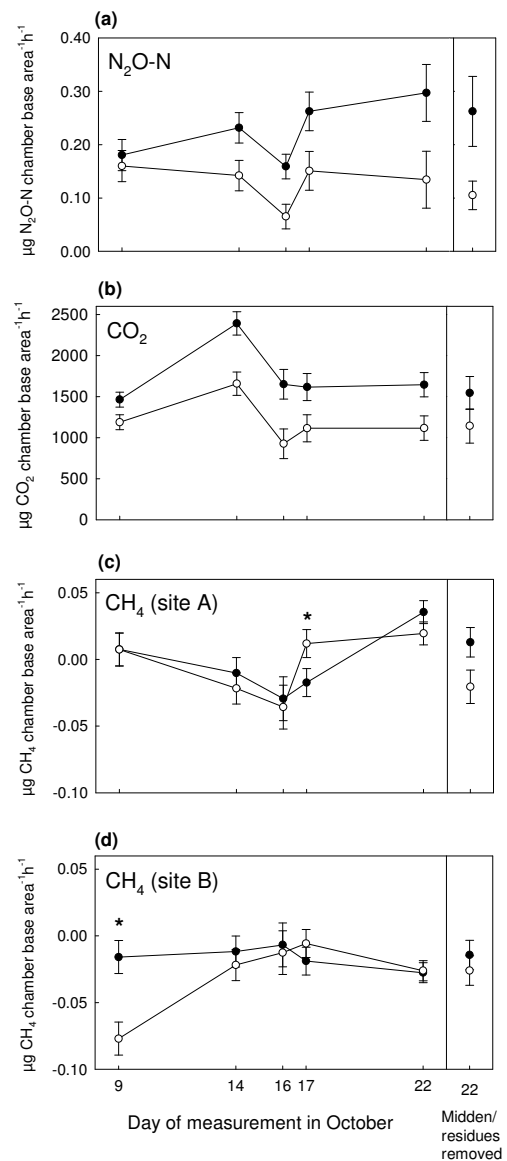 (a)
0.40
N₂O-N
0.30
0.20
0.10
0.00
µg N₂O-N chamber base area⁻¹h⁻¹
(b)
2500
CO₂
2000
1500
1000
500
0
µg CO₂ chamber base area⁻¹h⁻¹
(c)
0.05
CH₄ (site A)
*
0.00
-0.05
-0.10
µg CH₄ chamber base area⁻¹h⁻¹
(d)
0.05
CH₄ (site B)
*
0.00
-0.05
-0.10
µg CH₄ chamber base area⁻¹h⁻¹
9 14 16 17 22 22
Day of measurement in October
Midden/
residues
removed